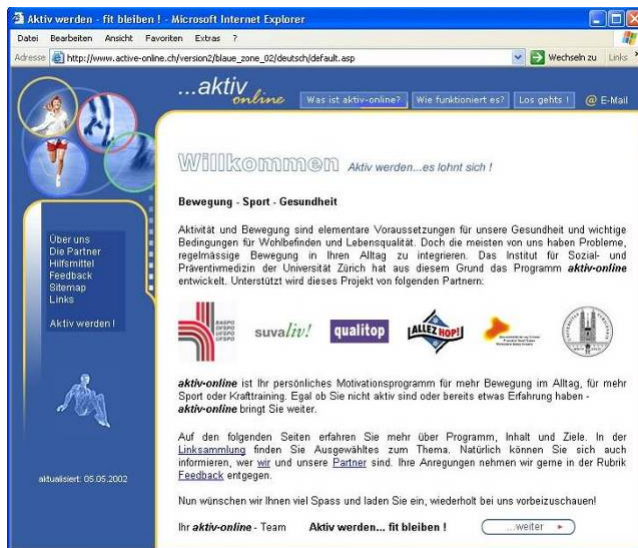 Aktiv werden - fit bleiben ! - Microsoft Internet Explorer
Datei Bearbeiten Ansicht Favoriten Extras ?
Adresse http://www.active-online.ch/version2/blaue_zone_02/deutsch/default.asp Wechseln zu Links
...aktiv
online
Was ist aktiv-online? Wie funktioniert es? Los gehts ! @ E-Mail
Willkommen Aktiv werden...es lohnt sich !
Bewegung - Sport - Gesundheit
Aktivität und Bewegung sind elementare Voraussetzungen für unsere Gesundheit und wichtige
Bedingungen für Wohlbefinden und Lebensqualität. Doch die meisten von uns haben Probleme,
regelmässige Bewegung in Ihren Alltag zu integrieren. Das Institut für Sozial- und
Präventivmedizin der Universität Zürich hat aus diesem Grund das Programm aktiv-online
entwickelt. Unterstützt wird dieses Projekt von folgenden Partnern:
Über uns
Die Partner
Hilfsmittel
Feedback
Sitemap
Links
Aktiv werden !
BASPO
OFSPO
UFSPO
suvaliv!
qualitop
ALLEZ HOP!
aktiv-online ist Ihr persönliches Motivationsprogramm für mehr Bewegung im Alltag, für mehr
Sport oder Krafttraining. Egal ob Sie nicht aktiv sind oder bereits etwas Erfahrung haben -
aktiv-online bringt Sie weiter.
Auf den folgenden Seiten erfahren Sie mehr über Programm, Inhalt und Ziele. In der
Linksammlung finden Sie Ausgewähltes zum Thema. Natürlich können Sie sich auch
informieren, wer wir und unsere Partner sind. Ihre Anregungen nehmen wir gerne in der Rubrik
Feedback entgegen.
aktualisiert: 05.05.2002
Nun wünschen wir Ihnen viel Spass und laden Sie ein, wiederholt bei uns vorbeizuschauen!
Ihr aktiv-online - Team Aktiv werden... fit bleiben ! ...weiter